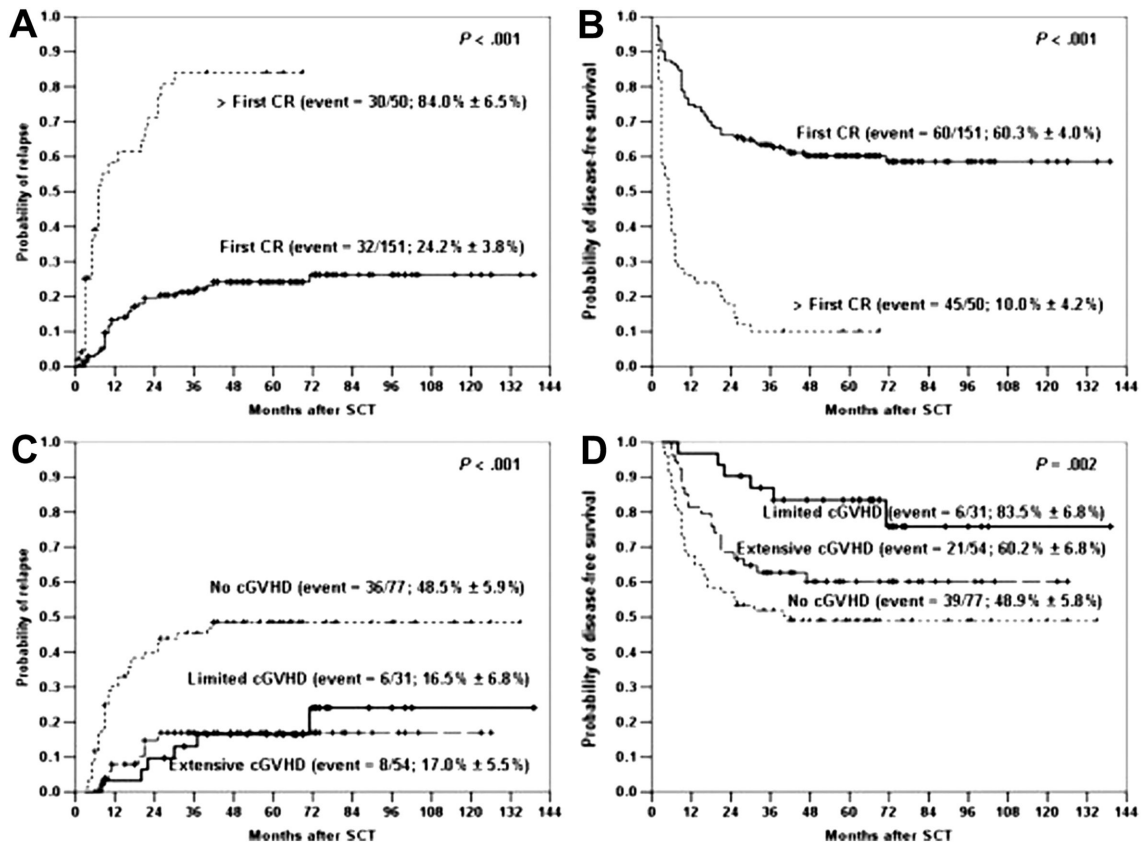 A
P < .001
1.0
0.9
0.8
0.7
0.6
0.5
0.4
0.3
0.2
0.1
0.0
Probability of relapse
> First CR (event = 30/50; 84.0% ± 6.5%)
First CR (event = 32/151; 24.2% ± 3.8%)
0 12 24 36 48 60 72 84 96 108 120 132 144
Months after SCT
B
P < .001
1.0
0.9
0.8
0.7
0.6
0.5
0.4
0.3
0.2
0.1
0.0
Probability of disease-free survival
First CR (event = 60/151; 60.3% ± 4.0%)
> First CR (event = 45/50; 10.0% ± 4.2%)
0 12 24 36 48 60 72 84 96 108 120 132 144
Months after SCT
C
P < .001
1.0
0.9
0.8
0.7
0.6
0.5
0.4
0.3
0.2
0.1
0.0
Probability of relapse
No cGVHD (event = 36/77; 48.5% ± 5.9%)
Limited cGVHD (event = 6/31; 16.5% ± 6.8%)
Extensive cGVHD (event = 8/54; 17.0% ± 5.5%)
0 12 24 36 48 60 72 84 96 108 120 132 144
Months after SCT
D
P = .002
1.0
0.9
0.8
0.7
0.6
0.5
0.4
0.3
0.2
0.1
0.0
Probability of disease-free survival
Limited cGVHD (event = 6/31; 83.5% ± 6.8%)
Extensive cGVHD (event = 21/54; 60.2% ± 6.8%)
No cGVHD (event = 39/77; 48.9% ± 5.8%)
0 12 24 36 48 60 72 84 96 108 120 132 144
Months after SCT